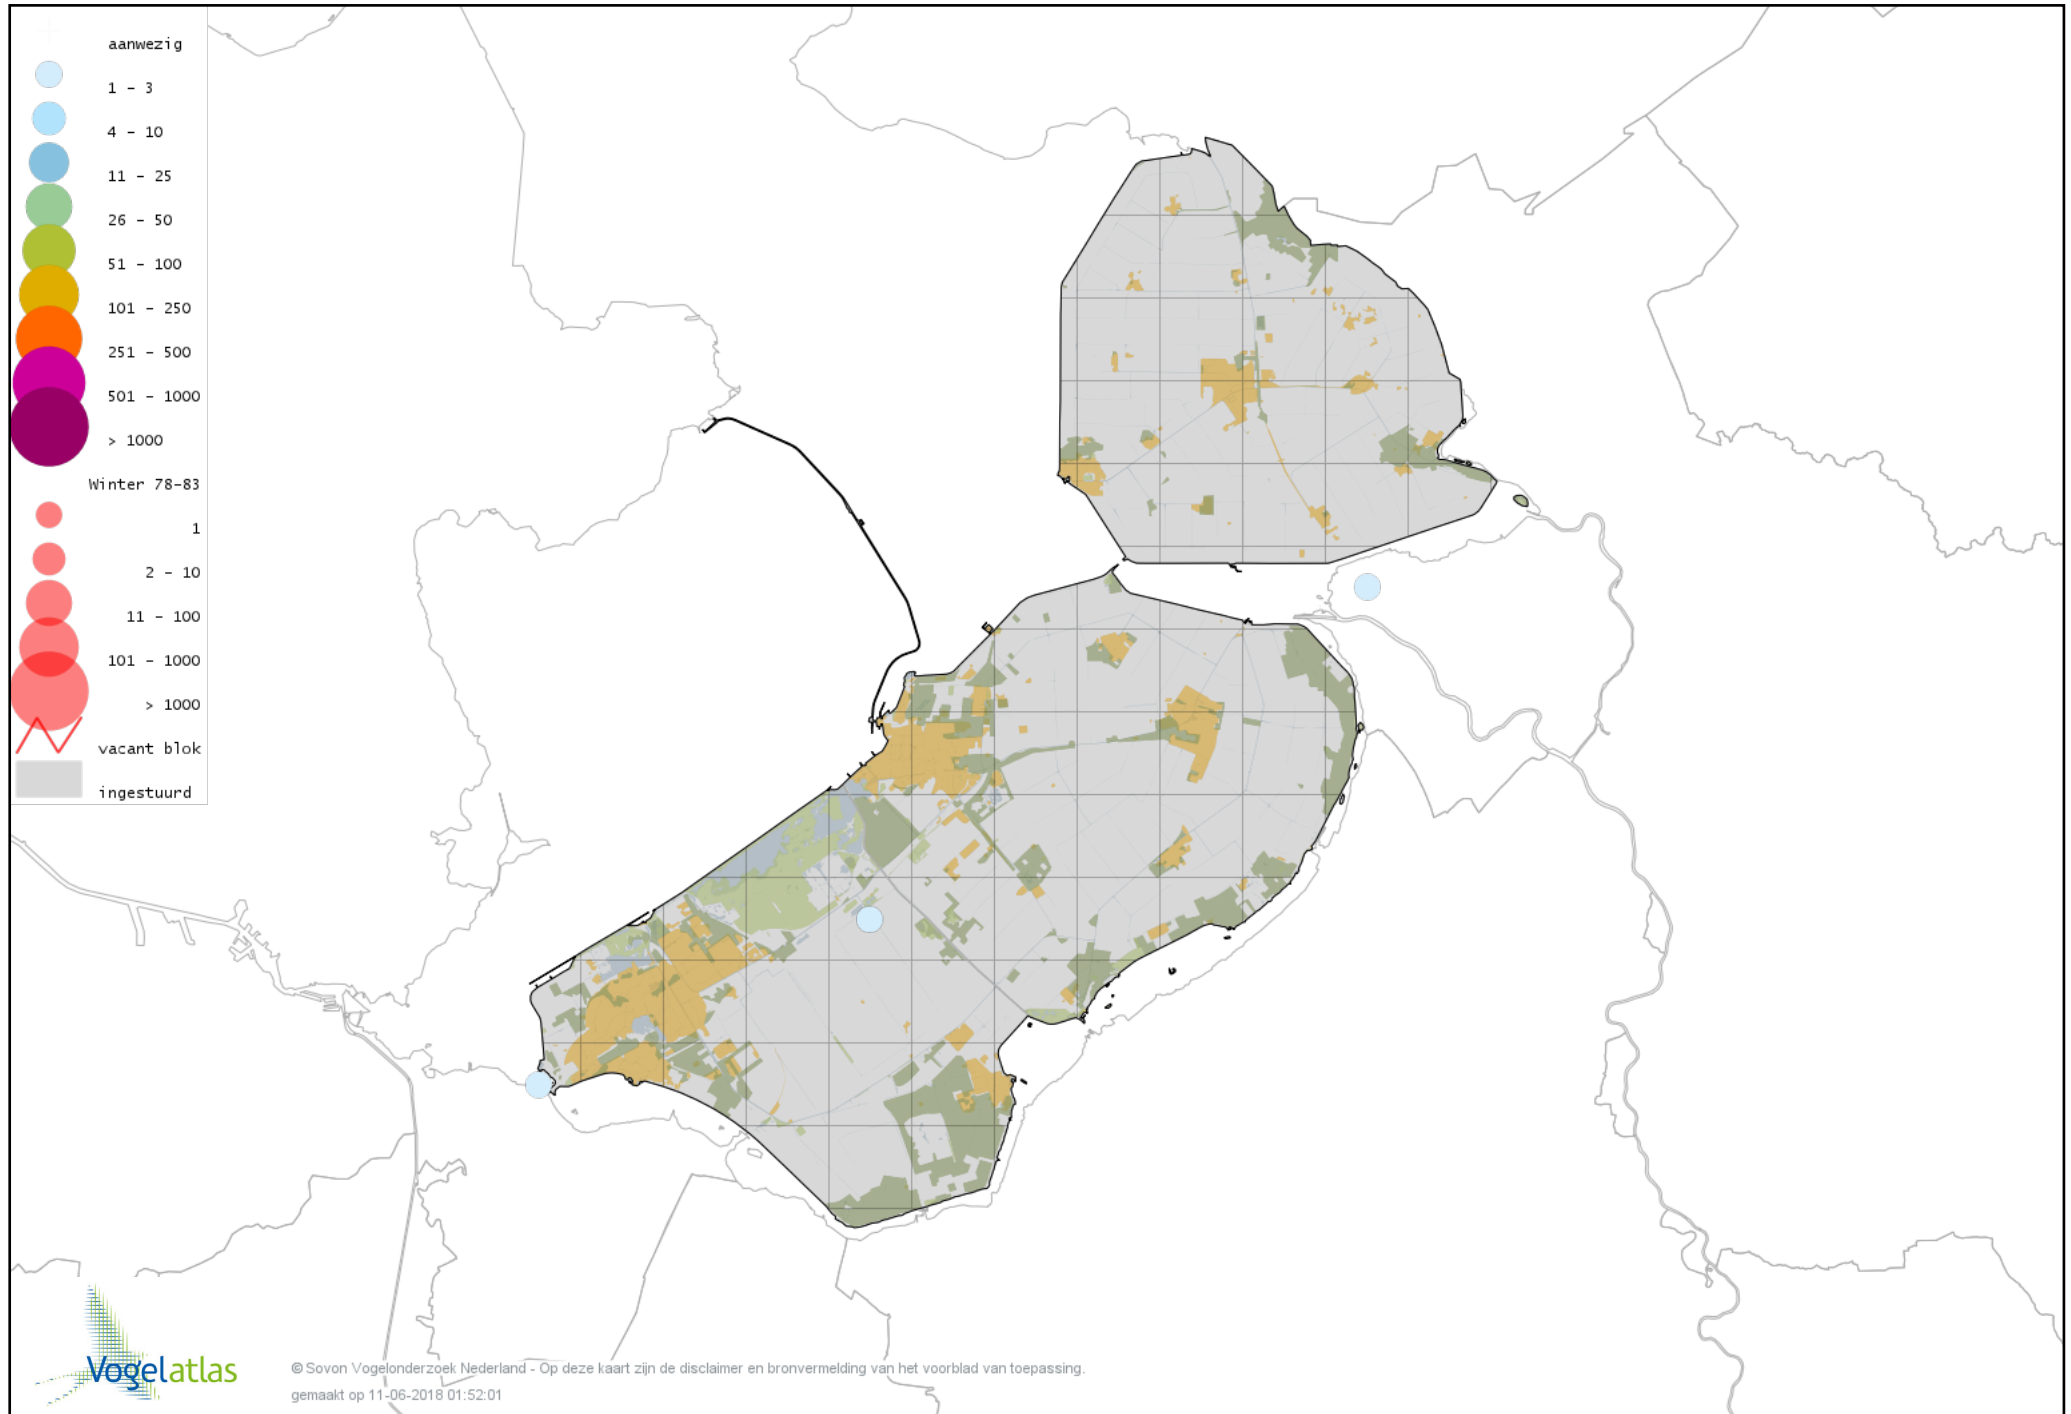 aanwezig
1 - 3
4 - 10
11 - 25
26 - 50
51 - 100
101 - 250
251 - 500
501 - 1000
> 1000
Winter 78-83
1
2 - 10
11 - 100
101 - 1000
> 1000
vacant blok
ingestuurd
Vogelatlas
© Sovon Vogelonderzoek Nederland - Op deze kaart zijn de disclaimer en bronvermelding van het voorblad van toepassing.
gemaakt op 11-06-2018 01:52:01